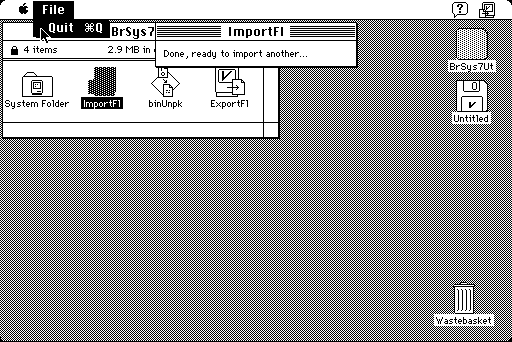 File
Quit ⌘Q
BrSys7
ImportFl
4 items
2.9 MB in
Done, ready to import another...
System Folder
ImportFl
binUnpk
ExportFl
BrSys7Ut
Untitled
Wastebasket